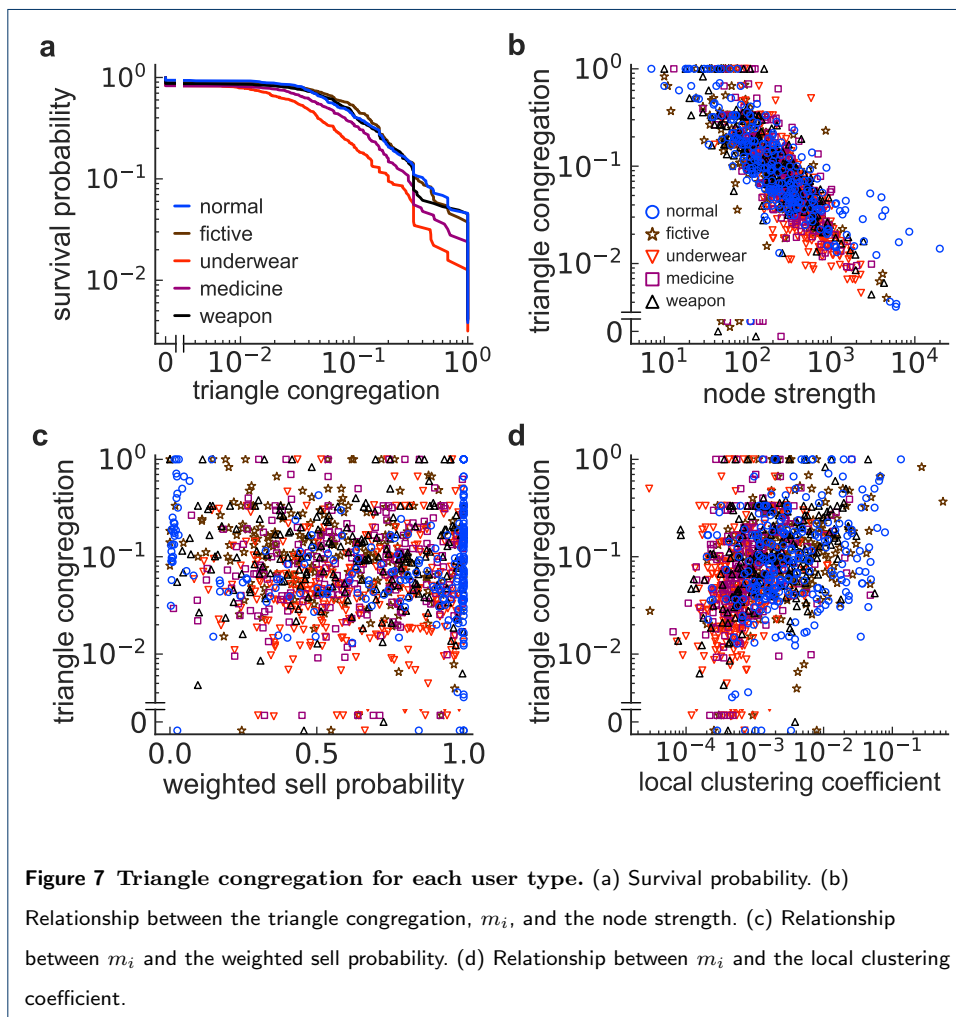 a
survival probability
10^0
10^-1
10^-2
normal
fictive
underwear
medicine
weapon
0 10^-2 10^-1 10^0
triangle congregation
b
triangle congregation
10^0
10^-1
10^-2
0
normal
fictive
underwear
medicine
weapon
10^1 10^2 10^3 10^4
node strength
c
triangle congregation
10^0
10^-1
10^-2
0
0.0 0.5 1.0
weighted sell probability
d
triangle congregation
10^0
10^-1
10^-2
0
10^-4 10^-3 10^-2 10^-1
local clustering coefficient
Figure 7 Triangle congregation for each user type. (a) Survival probability. (b)
Relationship between the triangle congregation, m_i, and the node strength. (c) Relationship
between m_i and the weighted sell probability. (d) Relationship between m_i and the local clustering
coefficient.